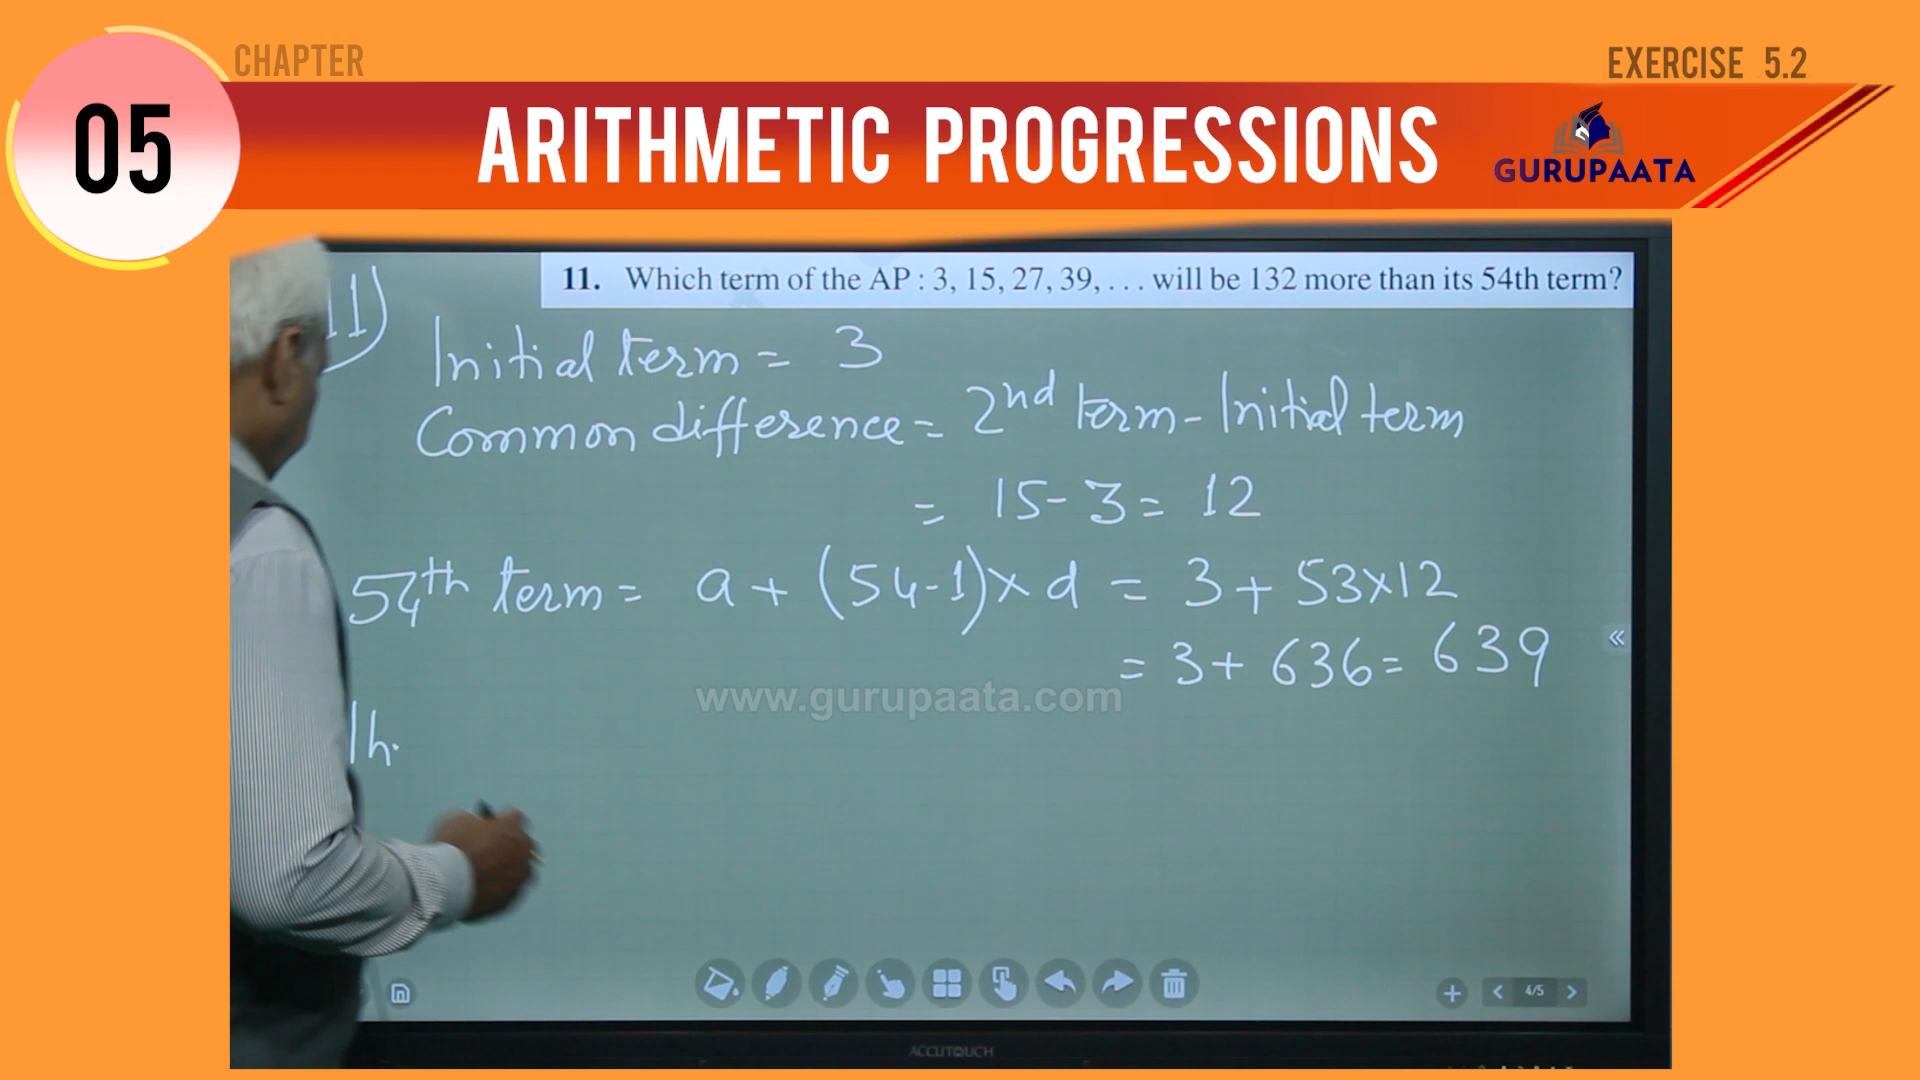 CHAPTER
EXERCISE 5.2
05
ARITHMETIC PROGRESSIONS
GURUPAATA
11. Which term of the AP : 3, 15, 27, 39, . . . will be 132 more than its 54th term?
11)
Initial term = 3
Common difference = 2nd term - Initial term
= 15 - 3 = 12
54th term = a + (54-1) × d = 3 + 53×12
= 3 + 636 = 639
www.gurupaata.com
4/5
ACCUTOUCH